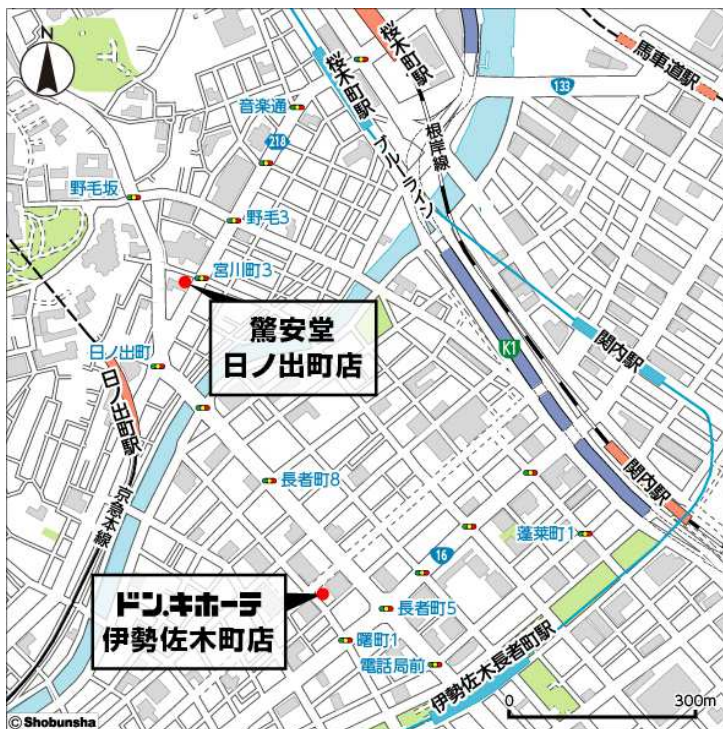 N
桜木町駅
桜木町駅
馬車道駅
音楽通
133
218
ブルーライン
根岸線
野毛坂
野毛3
宮川町3
驚安堂
日ノ出町店
日ノ出町
日ノ出町駅
K1
関内駅
関内駅
京急本線
長者町8
蓬莱町1
16
ドン.キホーテ
伊勢佐木町店
長者町5
曙町1
電話局前
伊勢佐木長者町駅
0 300m
© Shobunsha